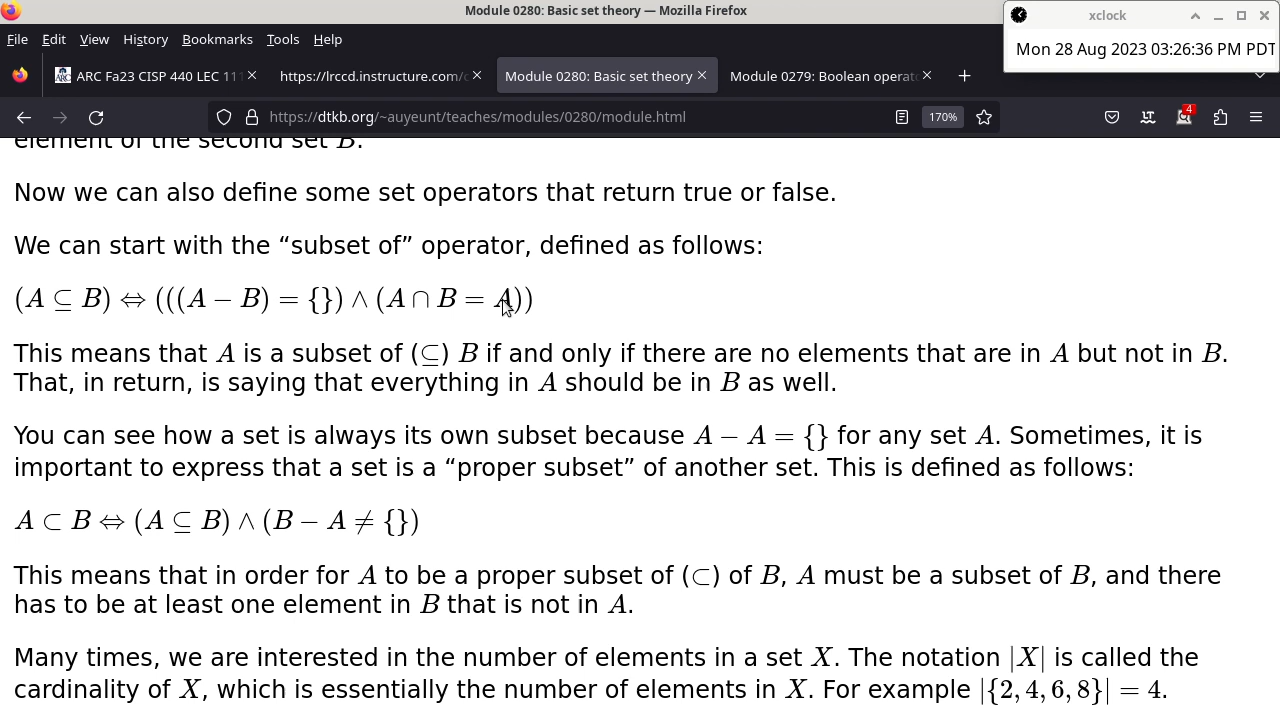 Module 0280: Basic set theory — Mozilla Firefox
xclock
Mon 28 Aug 2023 03:26:36 PM PDT
File Edit View History Bookmarks Tools Help
ARC Fa23 CISP 440 LEC 111
https://lrccd.instructure.com/c
Module 0280: Basic set theory
Module 0279: Boolean operat
https://dtkb.org/~auyeunt/teaches/modules/0280/module.html
170%
4
element of the second set B.
Now we can also define some set operators that return true or false.
We can start with the “subset of” operator, defined as follows:
(A ⊆ B) ⇔ (((A − B) = {}) ∧ (A ∩ B = A))
This means that A is a subset of (⊆) B if and only if there are no elements that are in A but not in B.
That, in return, is saying that everything in A should be in B as well.
You can see how a set is always its own subset because A − A = {} for any set A. Sometimes, it is
important to express that a set is a “proper subset” of another set. This is defined as follows:
A ⊂ B ⇔ (A ⊆ B) ∧ (B − A ≠ {})
This means that in order for A to be a proper subset of (⊂) of B, A must be a subset of B, and there
has to be at least one element in B that is not in A.
Many times, we are interested in the number of elements in a set X. The notation |X| is called the
cardinality of X, which is essentially the number of elements in X. For example |{2, 4, 6, 8}| = 4.